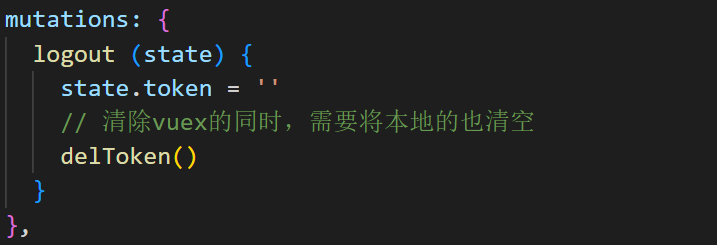 mutations: {
logout (state) {
state.token = ''
// 清除vuex的同时，需要将本地的也清空
delToken()
}
},